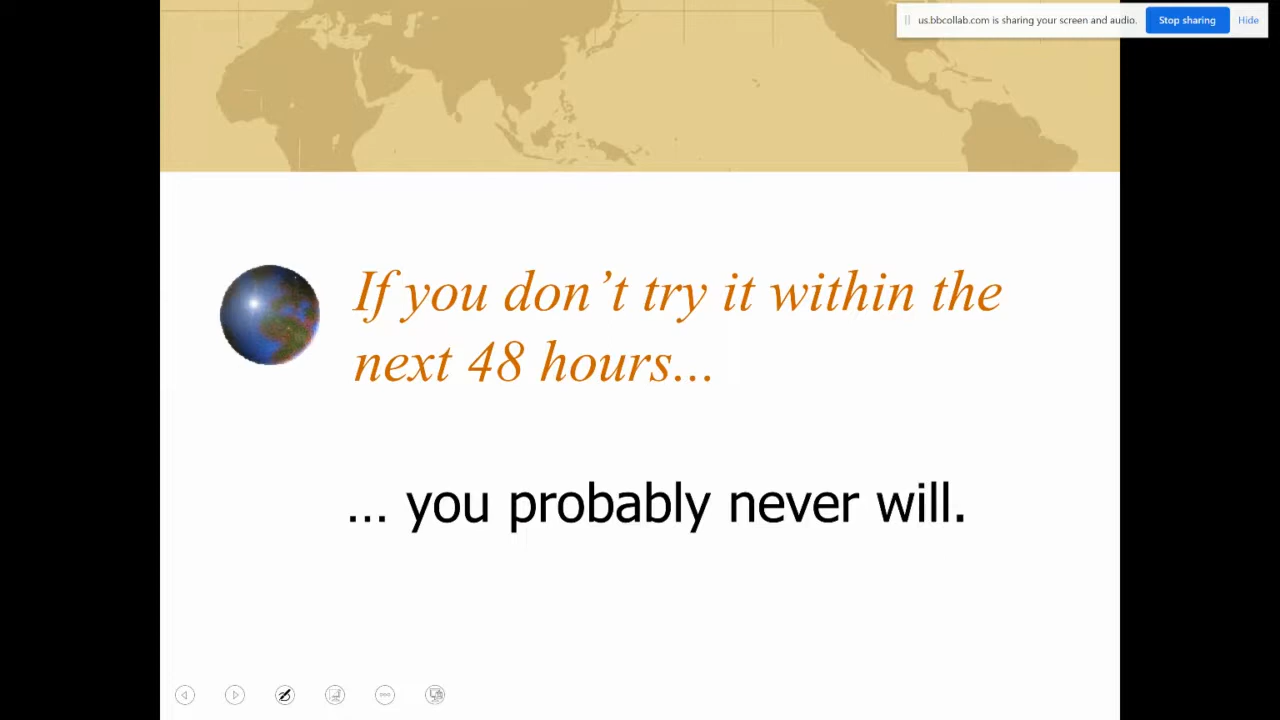 us.bbcollab.com is sharing your screen and audio.
Stop sharing
Hide
If you don’t try it within the
next 48 hours...
... you probably never will.